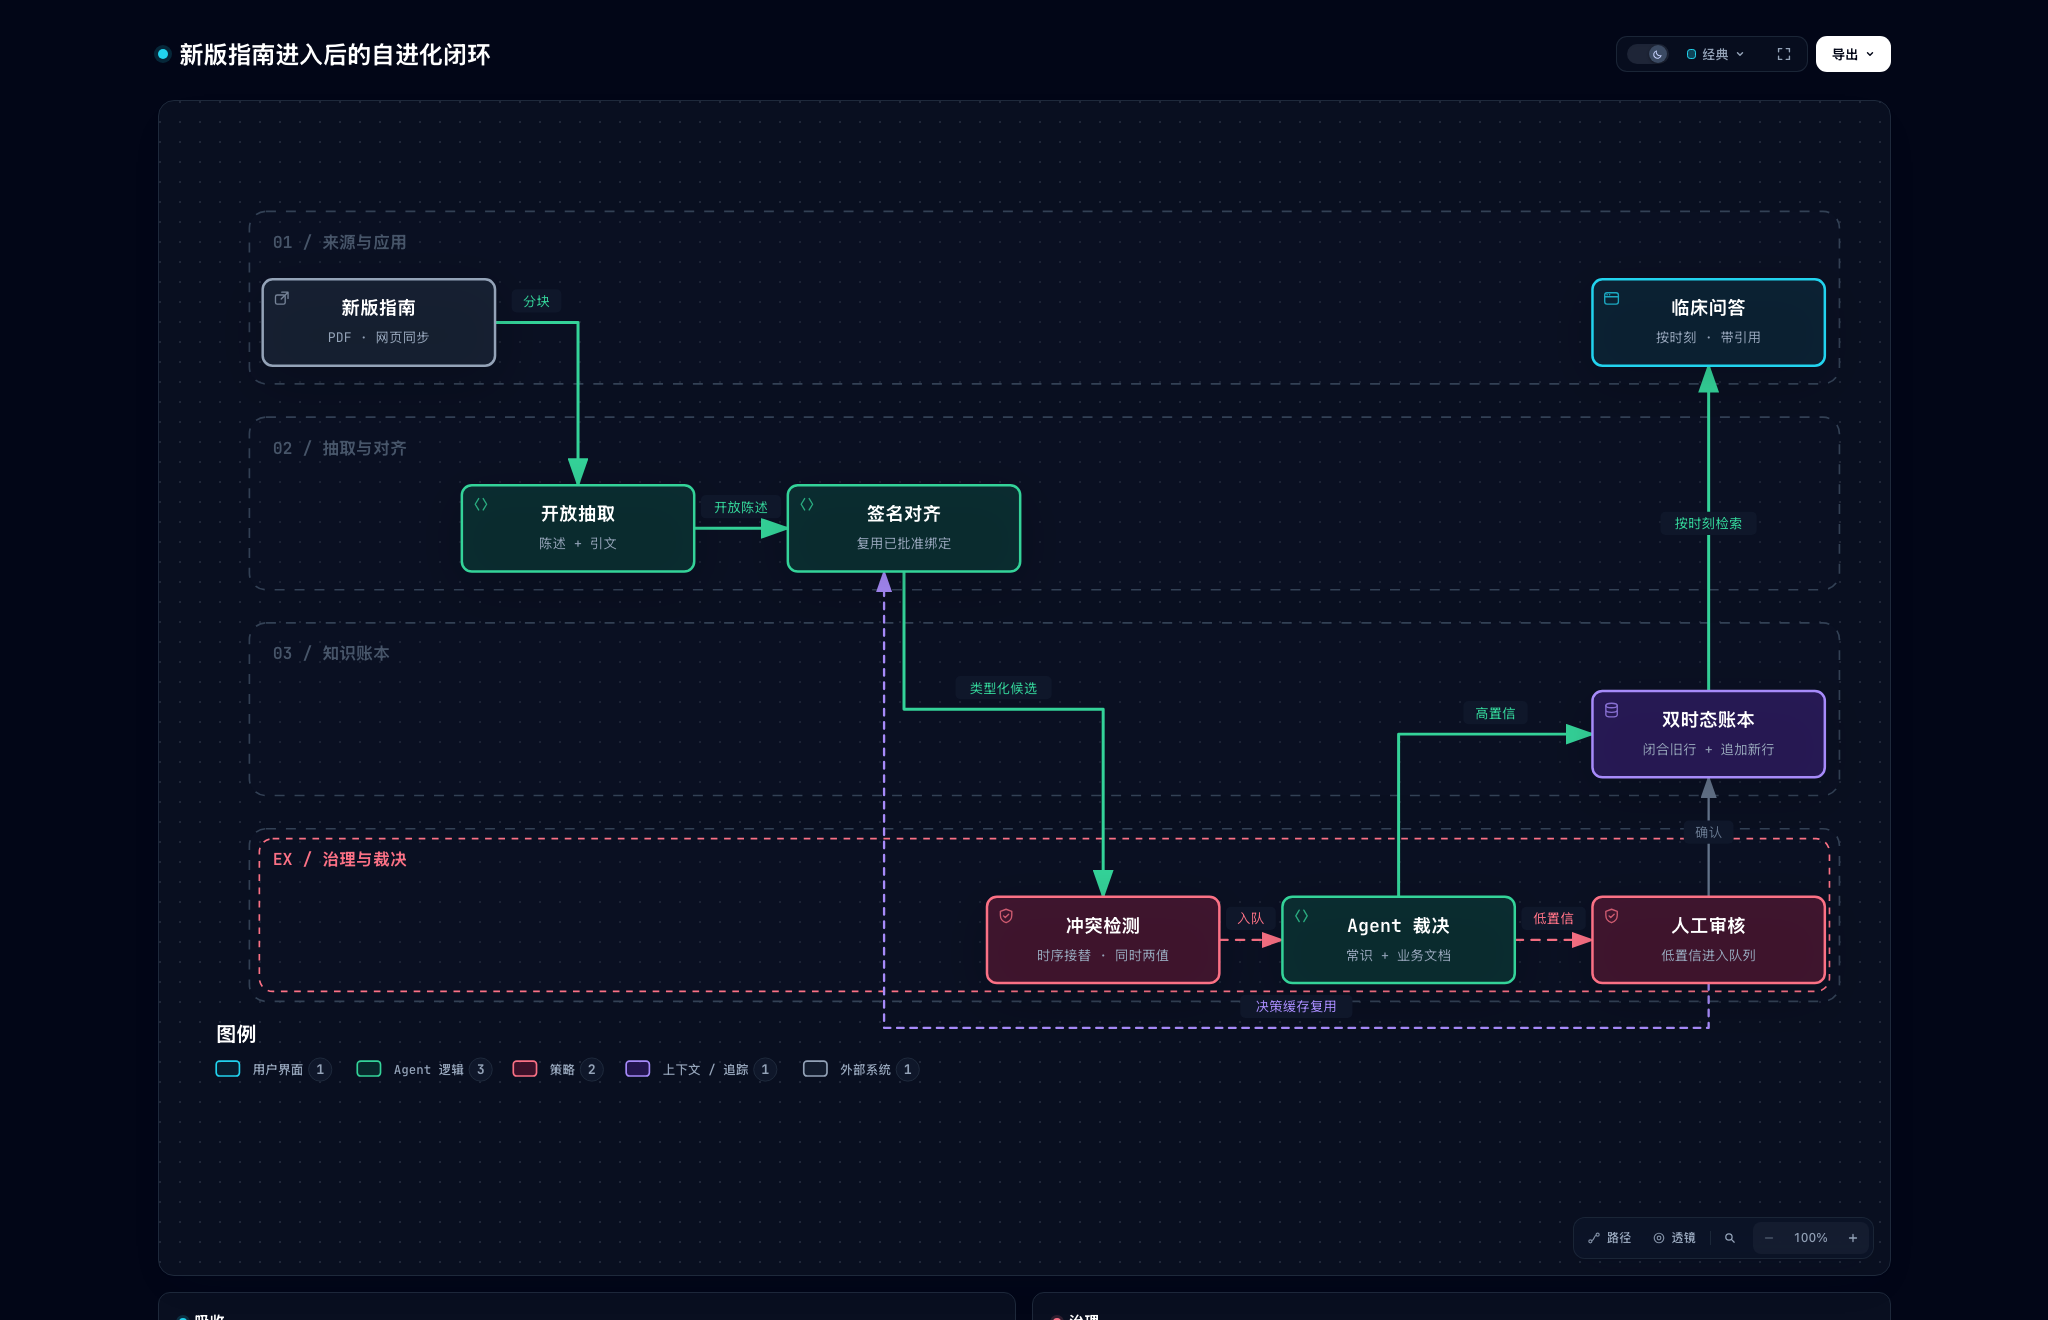 新版指南进入后的自进化闭环
经典
导出
01 / 来源与应用
新版指南
PDF · 网页同步
分块
临床问答
按时刻 · 带引用
02 / 抽取与对齐
开放抽取
陈述 + 引文
开放陈述
签名对齐
复用已批准绑定
按时刻检索
03 / 知识账本
类型化候选
高置信
双时态账本
闭合旧行 + 追加新行
确认
EX / 治理与裁决
冲突检测
时序接替 · 同时两值
入队
Agent 裁决
常识 + 业务文档
低置信
人工审核
低置信进入队列
决策缓存复用
图例
用户界面 1
Agent 逻辑 3
策略 2
上下文 / 追踪 1
外部系统 1
路径
透镜
− 100% +
吸收
治理